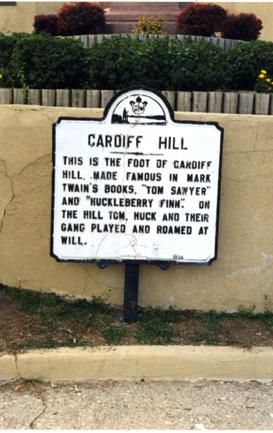 CARDIFF HILL
THIS IS THE FOOT OF CARDIFF
HILL, MADE FAMOUS IN MARK
TWAIN'S BOOKS, "TOM SAWYER"
AND "HUCKLEBERRY FINN". ON
THE HILL TOM, HUCK AND THEIR
GANG PLAYED AND ROAMED AT
WILL.